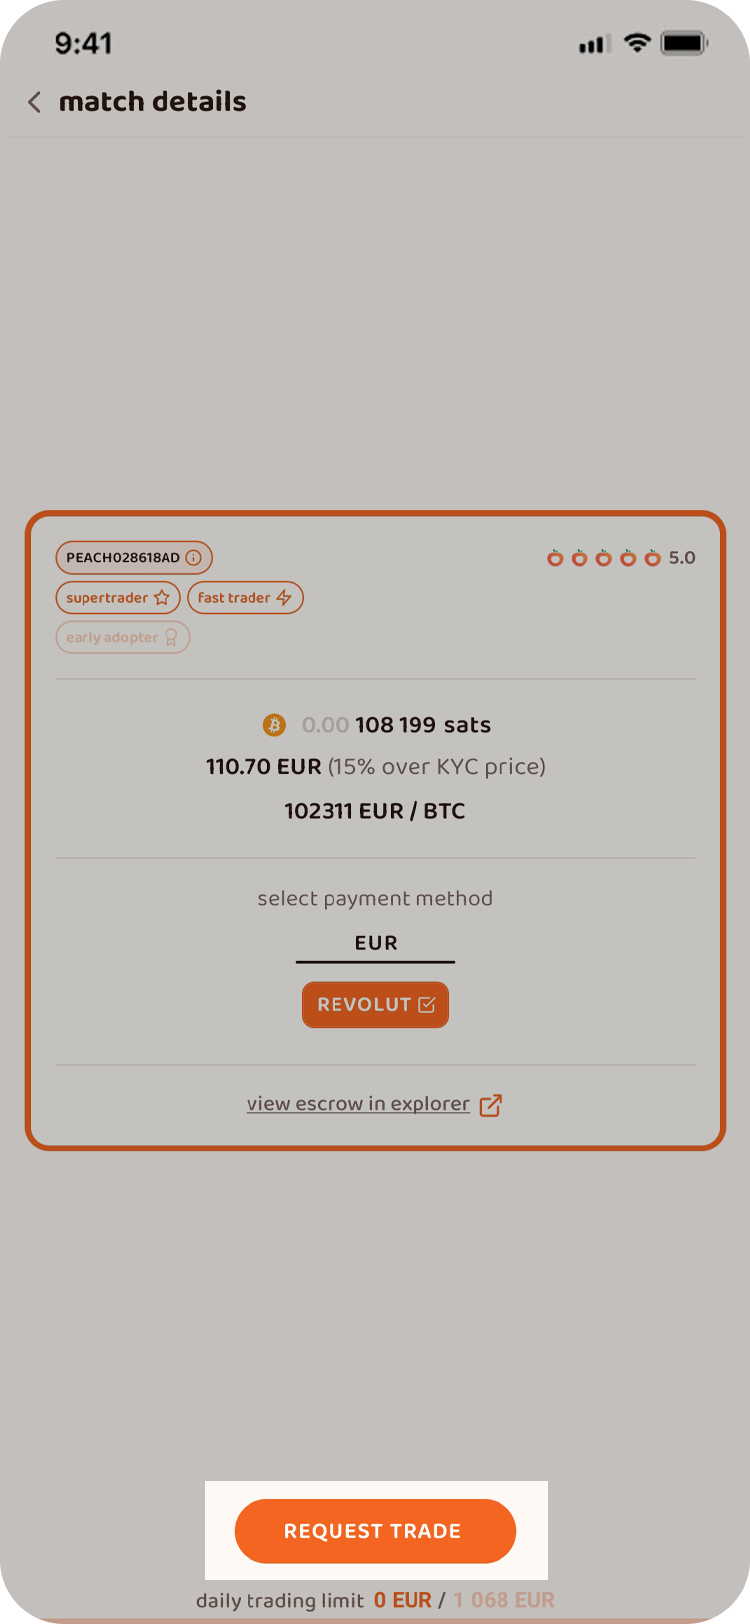 9:41
match details
PEACH028618AD 5.0
supertrader fast trader
early adopter
0.00 108 199 sats
110.70 EUR (15% over KYC price)
102311 EUR / BTC
select payment method
EUR
REVOLUT
view escrow in explorer
REQUEST TRADE
daily trading limit 0 EUR / 1 068 EUR